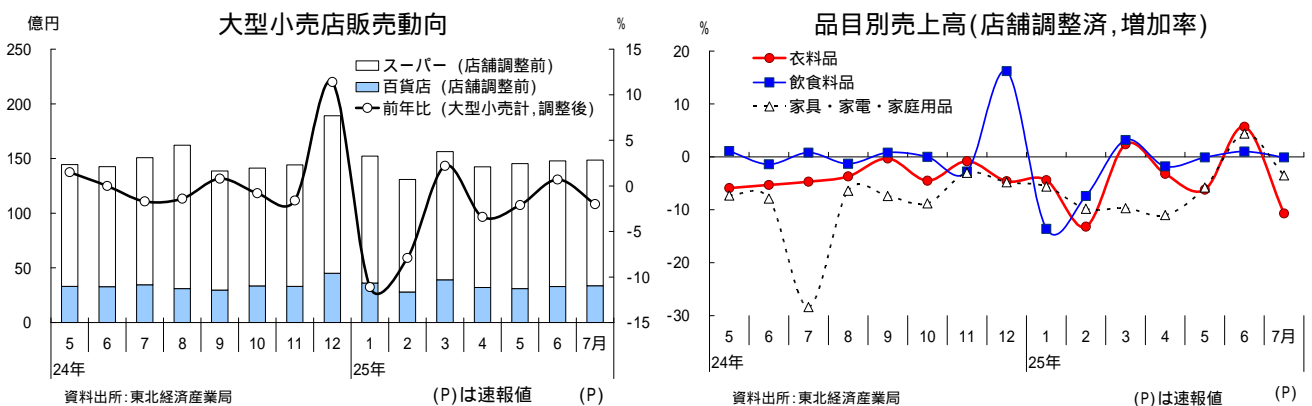 大型小売店販売動向
億円
%
スーパー (店舗調整前)
百貨店 (店舗調整前)
前年比 (大型小売計,調整後)
250
200
150
100
50
0
15
10
5
0
-5
-10
-15
5 6 7 8 9 10 11 12 1 2 3 4 5 6 7月
24年 25年
資料出所:東北経済産業局 (P)は速報値 (P)
品目別売上高(店舗調整済,増加率)
%
衣料品
飲食料品
家具・家電・家庭用品
20
10
0
-10
-20
-30
5 6 7 8 9 10 11 12 1 2 3 4 5 6 7月
24年 25年
資料出所:東北経済産業局 (P)は速報値 (P)